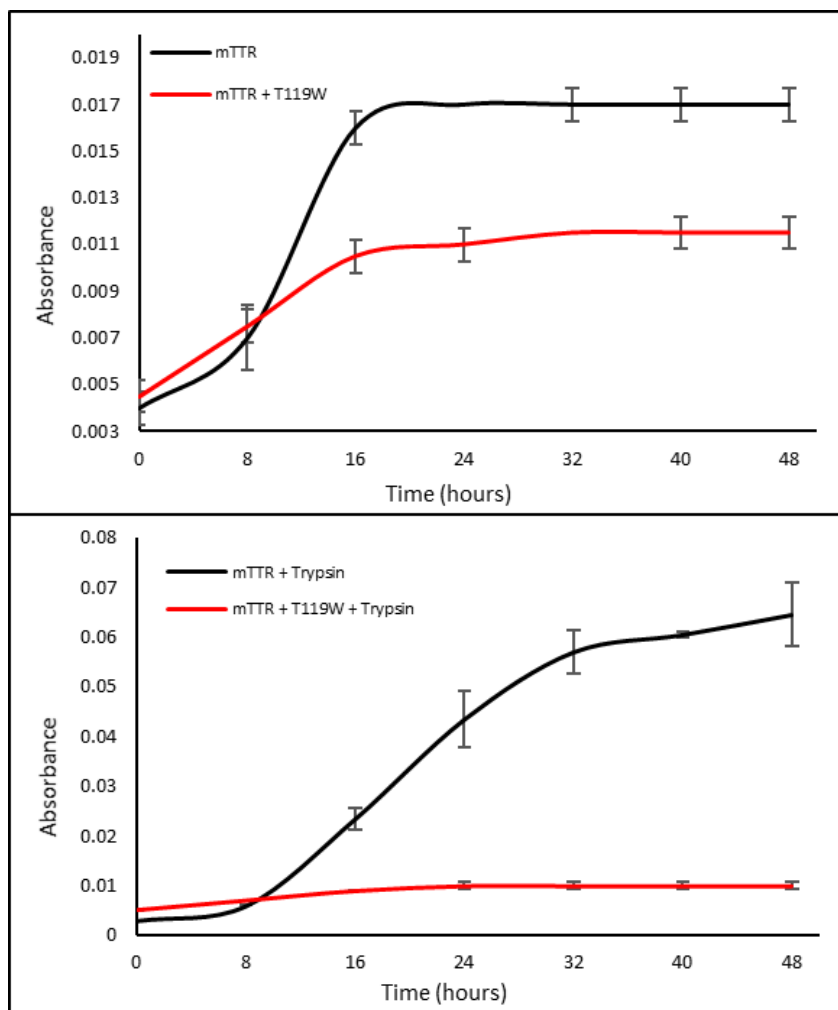 mTTR
mTTR + T119W
0.019
0.017
0.015
0.013
0.011
0.009
0.007
0.005
0.003
Absorbance
0 8 16 24 32 40 48
Time (hours)
mTTR + Trypsin
mTTR + T119W + Trypsin
0.08
0.07
0.06
0.05
0.04
0.03
0.02
0.01
0
Absorbance
0 8 16 24 32 40 48
Time (hours)